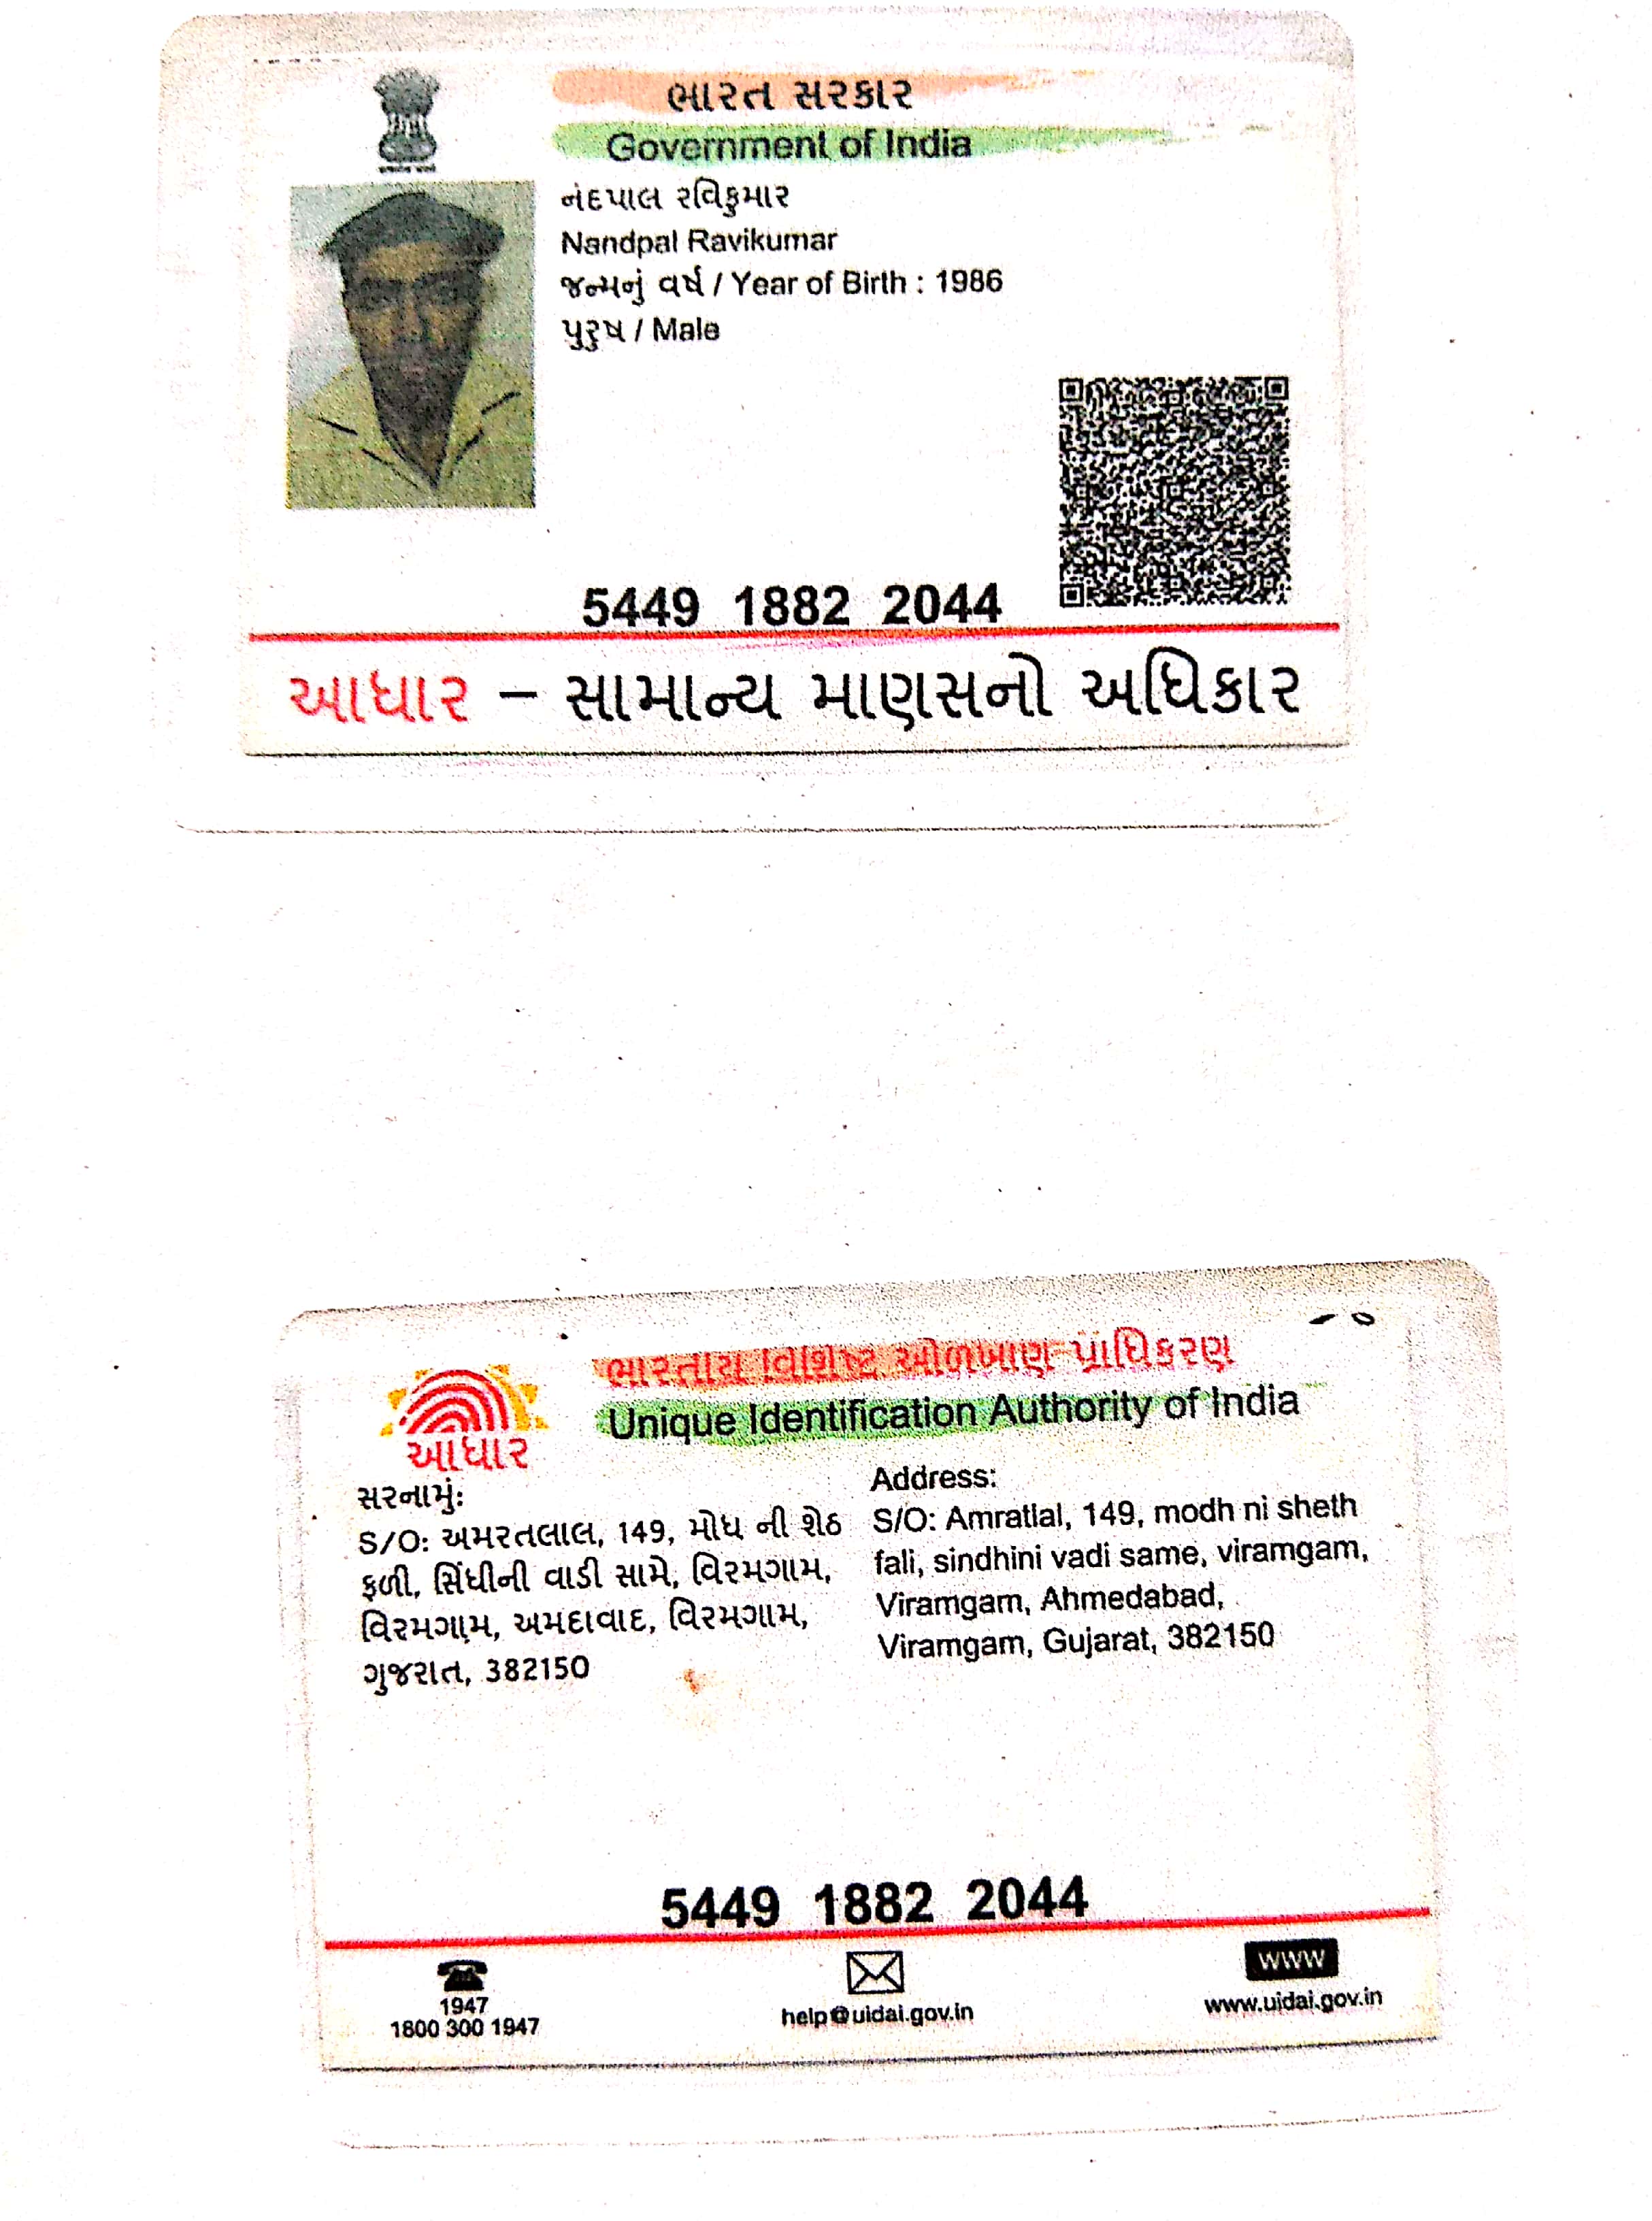 ભારત સરકાર
Government of India
નંદપાલ રવિકુમાર
Nandpal Ravikumar
જન્મનું વર્ષ / Year of Birth : 1986
પુરુષ / Male
5449 1882 2044
આધાર – સામાન્ય માણસનો અધિકાર
ભારતીય વિશિષ્ટ ઓળખાણ પ્રાધિકરણ
Unique Identification Authority of India
આધાર
સરનામું:
S/O: અમરતલાલ, 149, મોધ ની શેઠ
ફળી, સિંધીની વાડી સામે, વિરમગામ,
વિરમગામ, અમદાવાદ, વિરમગામ,
ગુજરાત, 382150
Address:
S/O: Amratlal, 149, modh ni sheth
fali, sindhini vadi same, viramgam,
Viramgam, Ahmedabad,
Viramgam, Gujarat, 382150
5449 1882 2044
1947
1800 300 1947
help@uidai.gov.in
www
www.uidai.gov.in